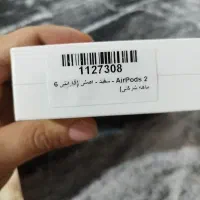 1127308
AirPods 2 - سفید - اصلی (گارانتی 6
ماهه شرکتی)